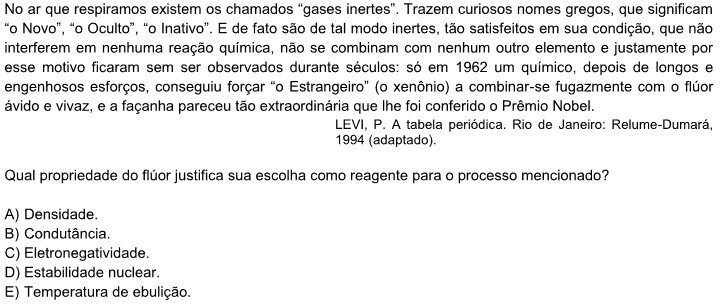 No ar que respiramos existem os chamados “gases inertes”. Trazem curiosos nomes gregos, que significam
“o Novo”, “o Oculto”, “o Inativo”. E de fato são de tal modo inertes, tão satisfeitos em sua condição, que não
interferem em nenhuma reação química, não se combinam com nenhum outro elemento e justamente por
esse motivo ficaram sem ser observados durante séculos: só em 1962 um químico, depois de longos e
engenhosos esforços, conseguiu forçar “o Estrangeiro” (o xenônio) a combinar-se fugazmente com o flúor
ávido e vivaz, e a façanha pareceu tão extraordinária que lhe foi conferido o Prêmio Nobel.
LEVI, P. A tabela periódica. Rio de Janeiro: Relume-Dumará,
1994 (adaptado).
Qual propriedade do flúor justifica sua escolha como reagente para o processo mencionado?
A) Densidade.
B) Condutância.
C) Eletronegatividade.
D) Estabilidade nuclear.
E) Temperatura de ebulição.